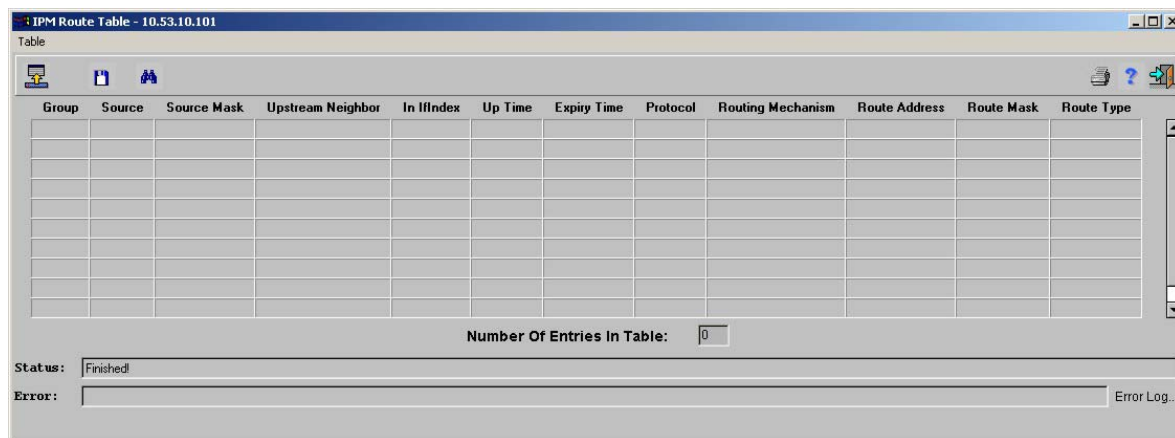 IPM Route Table - 10.53.10.101
Table
?
Group Source Source Mask Upstream Neighbor In IfIndex Up Time Expiry Time Protocol Routing Mechanism Route Address Route Mask Route Type
Number Of Entries In Table: 0
Status: Finished!
Error: Error Log...